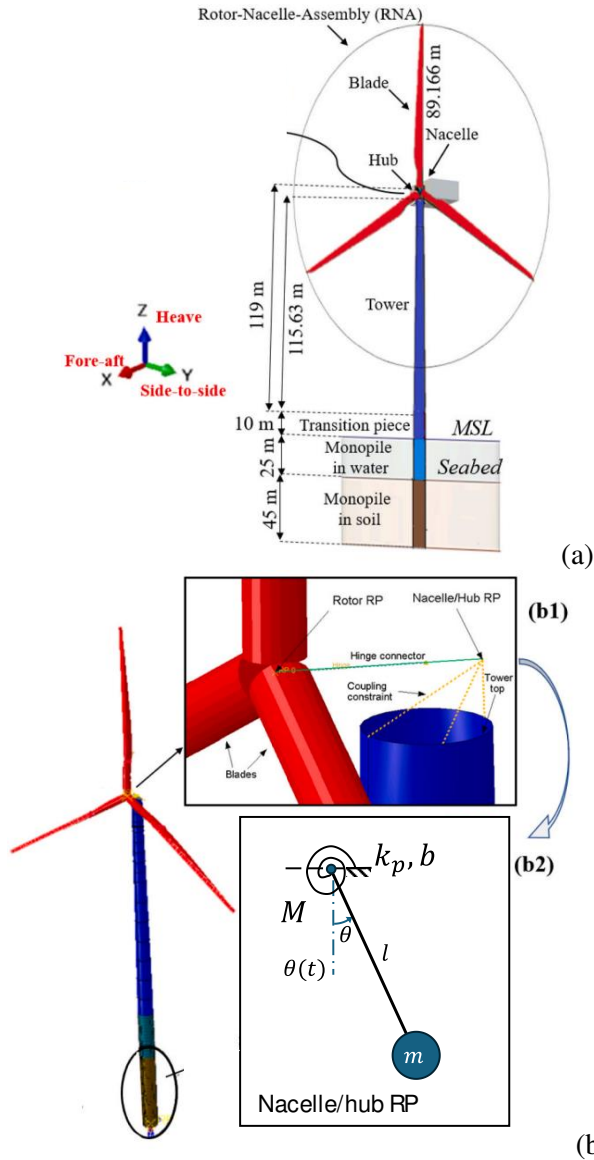 Rotor-Nacelle-Assembly (RNA)
Blade
89.166 m
Nacelle
Hub
119 m
115.63 m
Tower
Z
Heave
Fore-aft
X
Y
Side-to-side
10 m
Transition piece
MSL
25 m
Monopile
in water
Seabed
45 m
Monopile
in soil
(a)
Rotor RP
Nacelle/Hub RP
(b1)
Hinge connector
Coupling
constraint
Tower
top
Blades
(b2)
k_p, b
M
θ
θ(t)
l
m
Nacelle/hub RP
(b